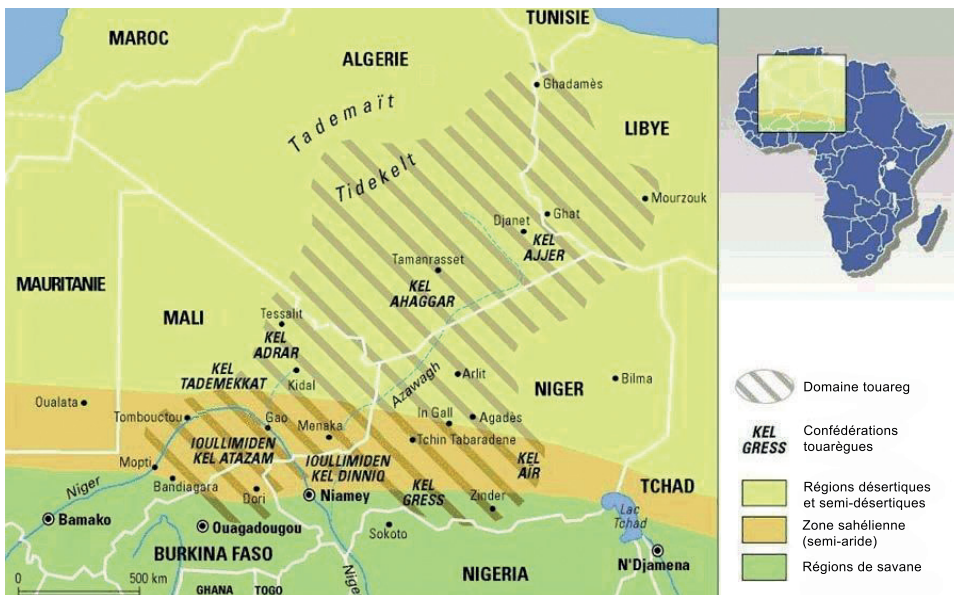 TUNISIE
MAROC
ALGERIE
Ghadamès
Tademaït
LIBYE
Tidekelt
Mourzouk
Ghat
Djanet
KEL
AJJER
Tamanrasset
KEL
AHAGGAR
MAURITANIE
MALI
Tessalit
KEL
ADRAR
KEL
TADEMEKKAT
Kidal
Azawagh
Arlit
NIGER
Bilma
Oualata
Tombouctou
Gao
Menaka
In Gall
Agadès
Tchin Tabaradene
IOULLIMIDEN
KEL ATAZAM
IOULLIMIDEN
KEL DINNIQ
KEL
AÏR
KEL
GRESS
Mopti
Niger
Bandiagara
Dori
Niamey
Zinder
TCHAD
Lac
Tchad
Bamako
Ouagadougou
Sokoto
BURKINA FASO
Niger
NIGERIA
N'Djamena
GHANA
TOGO
0
500 km
Domaine touareg
KEL
GRESS
Confédérations
touarègues
Régions désertiques
et semi-désertiques
Zone sahélienne
(semi-aride)
Régions de savane